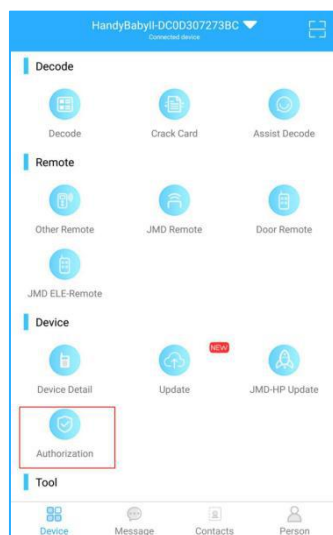 HandyBabyII-DC0D307273BC
Connected device
Decode
Decode
Crack Card
Assist Decode
Remote
Other Remote
JMD Remote
Door Remote
JMD ELE-Remote
Device
NEW
Device Detail
Update
JMD-HP Update
Authorization
Tool
Device
Message
Contacts
Person